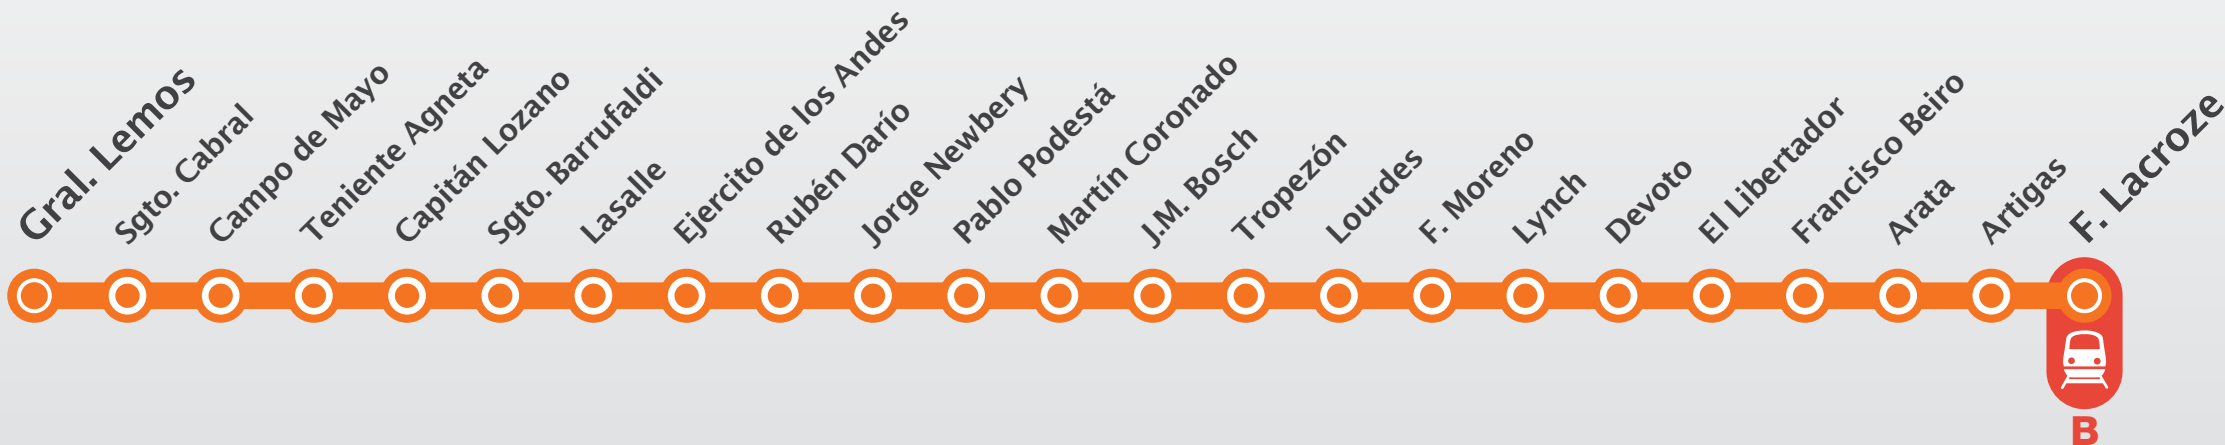 Gral. Lemos
Sgto. Cabral
Campo de Mayo
Teniente Agneta
Capitán Lozano
Sgto. Barrufaldi
Lasalle
Ejercito de los Andes
Rubén Darío
Jorge Newbery
Pablo Podestá
Martín Coronado
J.M. Bosch
Tropezón
Lourdes
F. Moreno
Lynch
Devoto
El Libertador
Francisco Beiro
Arata
Artigas
F. Lacroze
B